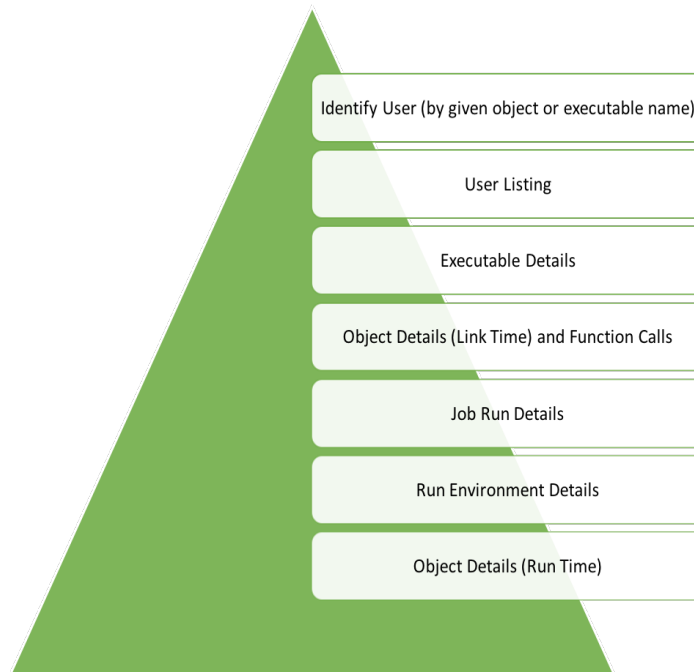 Identify User (by given object or executable name)
User Listing
Executable Details
Object Details (Link Time) and Function Calls
Job Run Details
Run Environment Details
Object Details (Run Time)